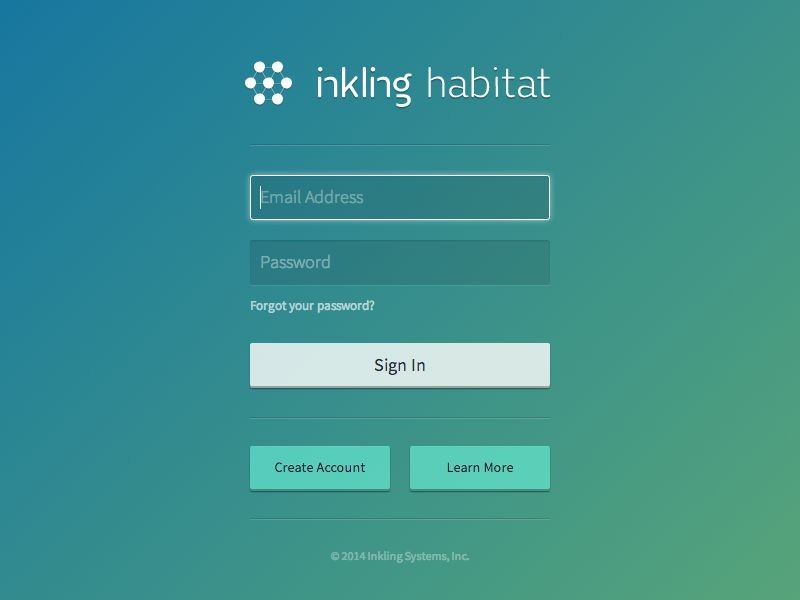 inkling habitat
Email Address
Password
Forgot your password?
Sign In
Create Account Learn More
© 2014 Inkling Systems, Inc.